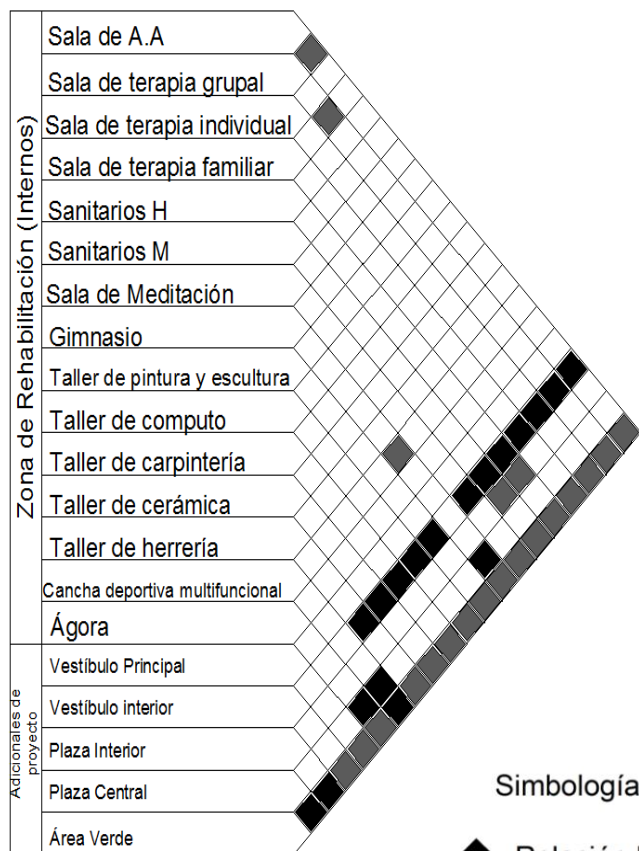 Zona de Rehabilitación (Internos)
Sala de A.A
Sala de terapia grupal
Sala de terapia individual
Sala de terapia familiar
Sanitarios H
Sanitarios M
Sala de Meditación
Gimnasio
Taller de pintura y escultura
Taller de computo
Taller de carpintería
Taller de cerámica
Taller de herrería
Cancha deportiva multifuncional
Ágora
Adicionales de
proyecto
Vestíbulo Principal
Vestíbulo interior
Plaza Interior
Plaza Central
Área Verde
Simbología